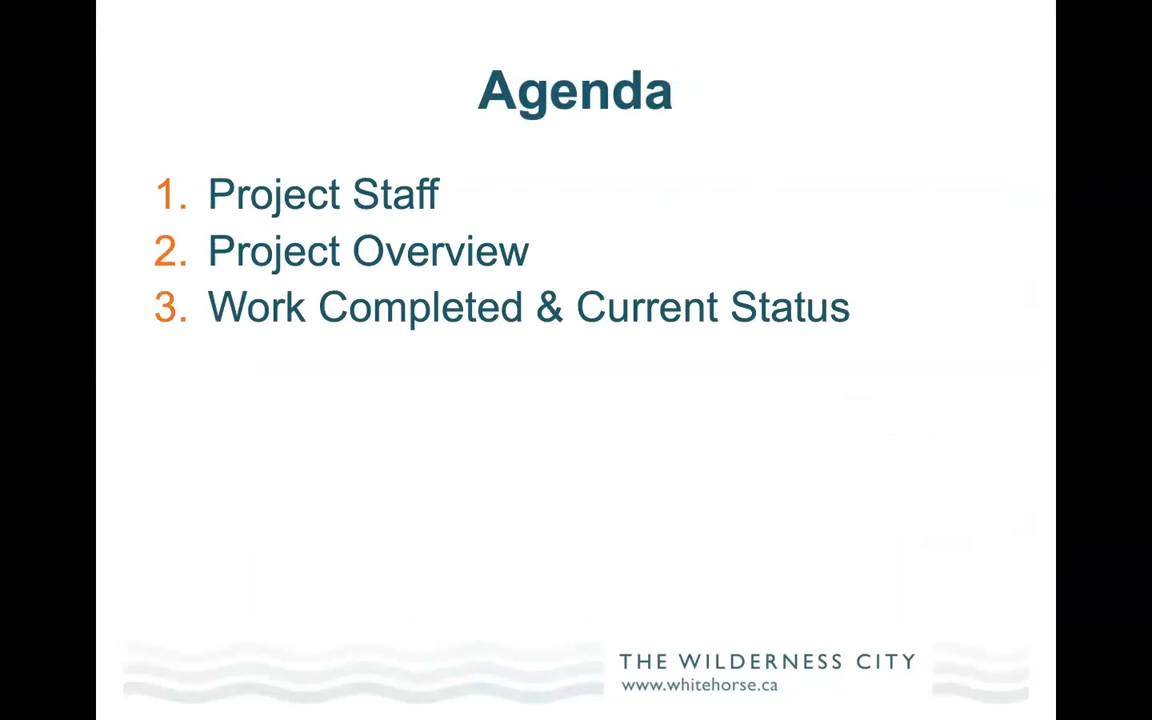 Agenda
1. Project Staff
2. Project Overview
3. Work Completed & Current Status
THE WILDERNESS CITY
www.whitehorse.ca